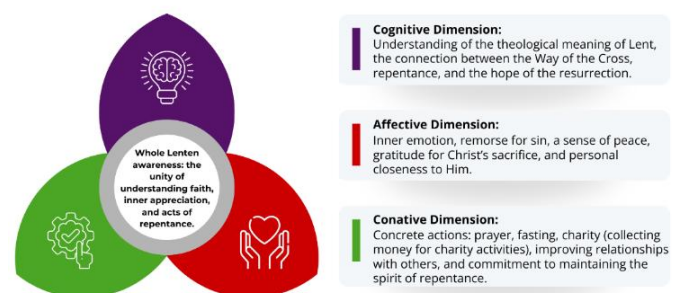 Whole Lenten
awareness: the
unity of
understanding faith,
inner appreciation,
and acts of
repentance.
Cognitive Dimension:
Understanding of the theological meaning of Lent,
the connection between the Way of the Cross,
repentance, and the hope of the resurrection.
Affective Dimension:
Inner emotion, remorse for sin, a sense of peace,
gratitude for Christ's sacrifice, and personal
closeness to Him.
Conative Dimension:
Concrete actions: prayer, fasting, charity (collecting
money for charity activities), improving relationships
with others, and commitment to maintaining the
spirit of repentance.